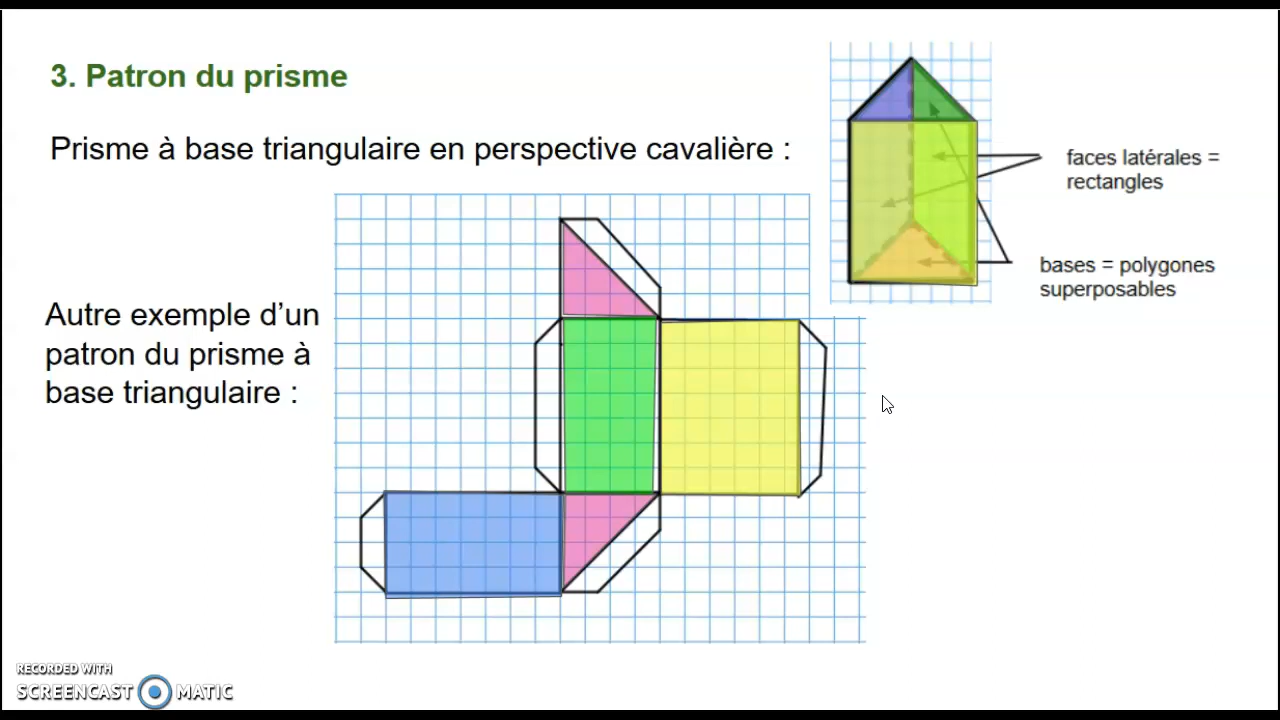 3. Patron du prisme
Prisme à base triangulaire en perspective cavalière :
faces latérales =
rectangles
bases = polygones
superposables
Autre exemple d'un
patron du prisme à
base triangulaire :
RECORDED WITH
SCREENCAST MATIC